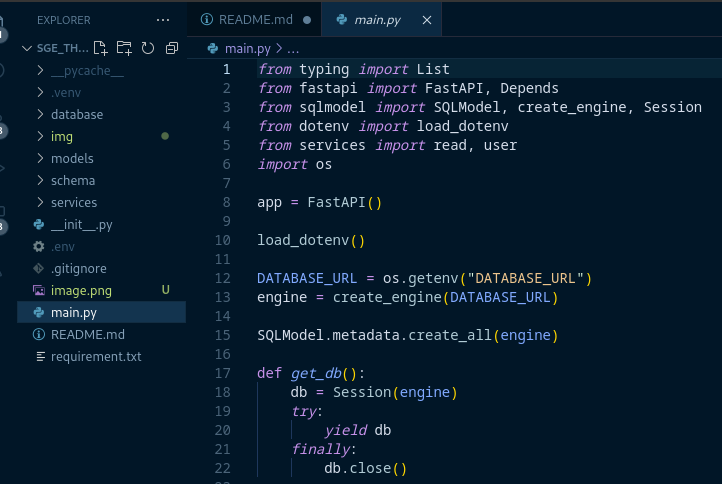 EXPLORER
README.md
main.py
SGE_TH...
main.py > ...
__pycache__
.venv
database
img
models
schema
services
__init__.py
.env
.gitignore
image.png U
main.py
README.md
requirement.txt
1 from typing import List
2 from fastapi import FastAPI, Depends
3 from sqlmodel import SQLModel, create_engine, Session
4 from dotenv import load_dotenv
5 from services import read, user
6 import os
7
8 app = FastAPI()
9
10 load_dotenv()
11
12 DATABASE_URL = os.getenv("DATABASE_URL")
13 engine = create_engine(DATABASE_URL)
14
15 SQLModel.metadata.create_all(engine)
16
17 def get_db():
18     db = Session(engine)
19     try:
20         yield db
21     finally:
22         db.close()